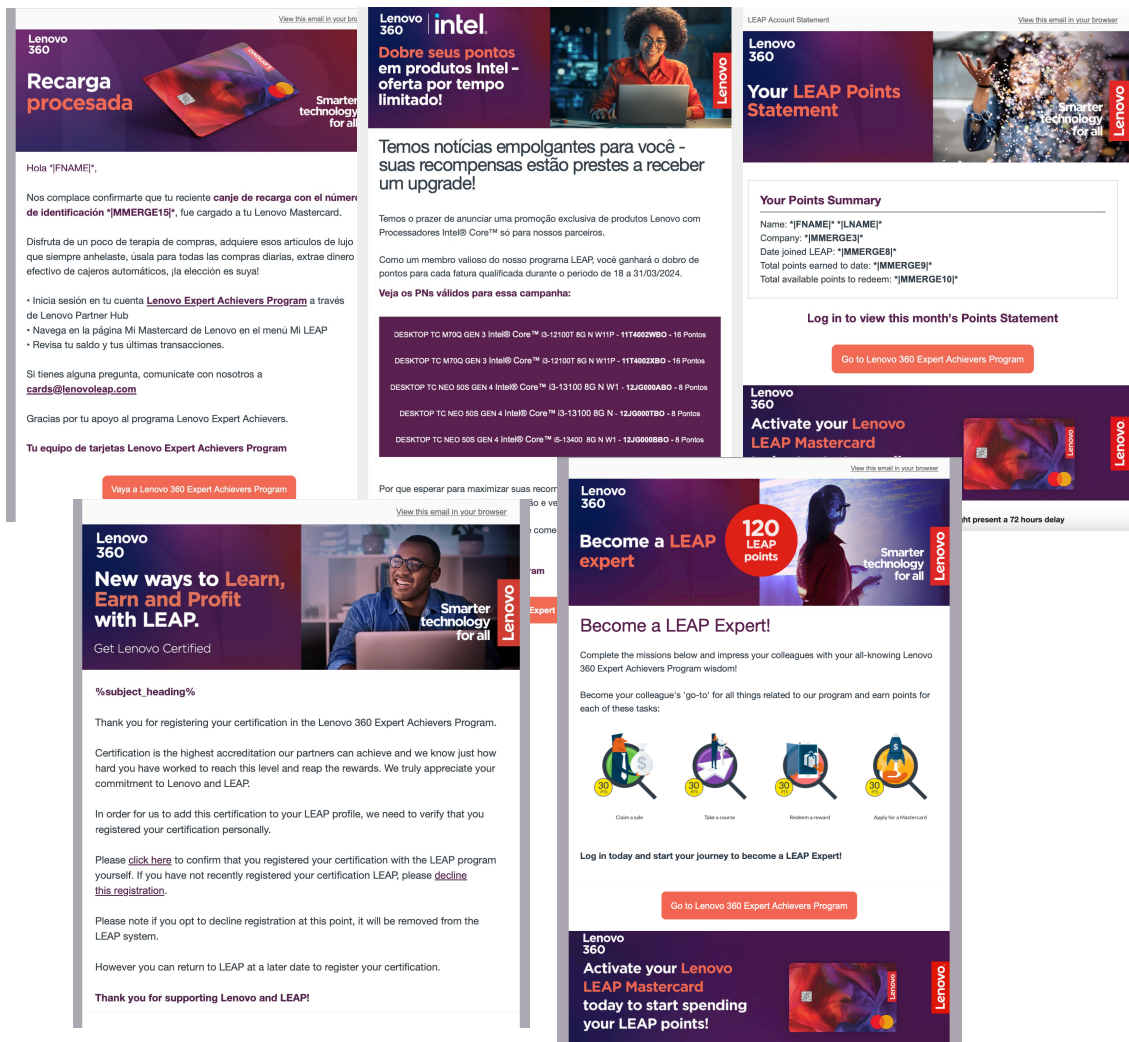 View this email in your bro
Lenovo
360
Recarga
procesada
Smarter
technology
for all
Hola *|FNAME|*,
Nos complace confirmarte que tu reciente canje de recarga con el número
de identificación *|MMERGE15|*, fue cargado a tu Lenovo Mastercard.
Disfruta de un poco de terapia de compras, adquiere esos artículos de lujo
que siempre anhelaste, úsala para todas las compras diarias, extrae dinero
efectivo de cajeros automáticos, ¡la elección es suya!
• Inicia sesión en tu cuenta Lenovo Expert Achievers Program a través
de Lenovo Partner Hub
• Navega en la página Mi Mastercard de Lenovo en el menú Mi LEAP
• Revisa tu saldo y tus últimas transacciones.
Si tienes alguna pregunta, comunicate con nosotros a
cards@lenovoleap.com
Gracias por tu apoyo al programa Lenovo Expert Achievers.
Tu equipo de tarjetas Lenovo Expert Achievers Program
Vaya a Lenovo 360 Expert Achievers Program
Lenovo
360
intel.
Dobre seus pontos
em produtos Intel –
oferta por tempo
limitado!
Lenovo
Temos notícias empolgantes para você -
suas recompensas estão prestes a receber
um upgrade!
Temos o prazer de anunciar uma promoção exclusiva de produtos Lenovo com
Processadores Intel® Core™ só para nossos parceiros.
Como um membro valioso do nosso programa LEAP, você ganhará o dobro de
pontos para cada fatura qualificada durante o periodo de 18 a 31/03/2024.
Veja os PNs válidos para essa campanha:
DESKTOP TC M70Q GEN 3 Intel® Core™ i3-12100T 8G N W11P - 11T4002WBO - 16 Pontos
DESKTOP TC M70Q GEN 3 Intel® Core™ i3-12100T 8G N W11P - 11T4002XBO - 16 Pontos
DESKTOP TC NEO 50S GEN 4 Intel® Core™ i3-13100 8G N W1 - 12JG000ABO - 8 Pontos
DESKTOP TC NEO 50S GEN 4 Intel® Core™ i3-13100 8G N - 12JG000TBO - 8 Pontos
DESKTOP TC NEO 50S GEN 4 Intel® Core™ i5-13400 8G N W1 - 12JG000BBO - 8 Pontos
Por que esperar para maximizar suas recom
ão e ve
come
ram
Expert
LEAP Account Statement
View this email in your browser
Lenovo
360
Your LEAP Points
Statement
Smarter
technology
for all
Lenovo
Your Points Summary
Name: *|FNAME|* *|LNAME|*
Company: *|MMERGE3|*
Date joined LEAP: *|MMERGE8|*
Total points earned to date: *|MMERGE9|*
Total available points to redeem: *|MMERGE10|*
Log in to view this month's Points Statement
Go to Lenovo 360 Expert Achievers Program
Lenovo
360
Activate your Lenovo
LEAP Mastercard
Lenovo
Lenovo
ht present a 72 hours delay
View this email in your browser
Lenovo
360
New ways to Learn,
Earn and Profit
with LEAP.
Get Lenovo Certified
Smarter
technology
for all
Lenovo
%subject_heading%
Thank you for registering your certification in the Lenovo 360 Expert Achievers Program.
Certification is the highest accreditation our partners can achieve and we know just how
hard you have worked to reach this level and reap the rewards. We truly appreciate your
commitment to Lenovo and LEAP.
In order for us to add this certification to your LEAP profile, we need to verify that you
registered your certification personally.
Please click here to confirm that you registered your certification with the LEAP program
yourself. If you have not recently registered your certification LEAP, please decline
this registration.
Please note if you opt to decline registration at this point, it will be removed from the
LEAP system.
However you can return to LEAP at a later date to register your certification.
Thank you for supporting Lenovo and LEAP!
View this email in your browser
Lenovo
360
Become a LEAP
expert
120
LEAP
points
Smarter
technology
for all
Lenovo
Become a LEAP Expert!
Complete the missions below and impress your colleagues with your all-knowing Lenovo
360 Expert Achievers Program wisdom!
Become your colleague's 'go-to' for all things related to our program and earn points for
each of these tasks:
30 PTS
30 PTS
30 PTS
30 PTS
Claim a sale
Take a course
Redeem a reward
Apply for a Mastercard
Log in today and start your journey to become a LEAP Expert!
Go to Lenovo 360 Expert Achievers Program
Lenovo
360
Activate your Lenovo
LEAP Mastercard
today to start spending
your LEAP points!
Lenovo
Lenovo